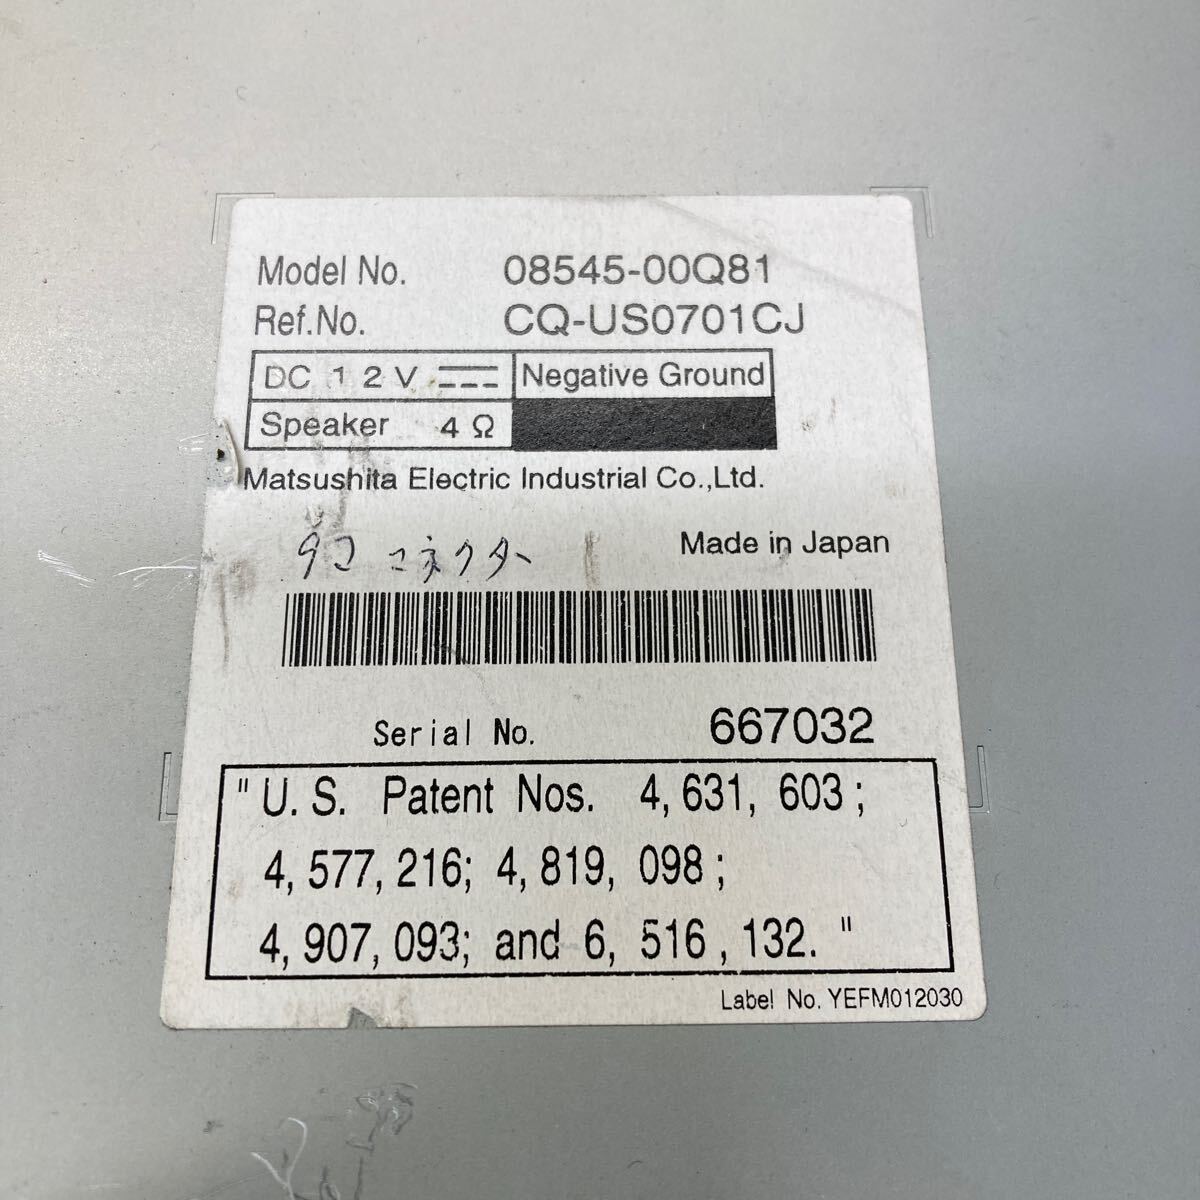 Model No. 08545-00Q81
Ref.No. CQ-US0701CJ
DC 12V Negative Ground
Speaker 4Ω
Matsushita Electric Industrial Co.,Ltd.
コネクター
Made in Japan
Serial No. 667032
"U.S. Patent Nos. 4,631,603;
4,577,216; 4,819,098;
4,907,093; and 6,516,132."
Label No. YEFM012030